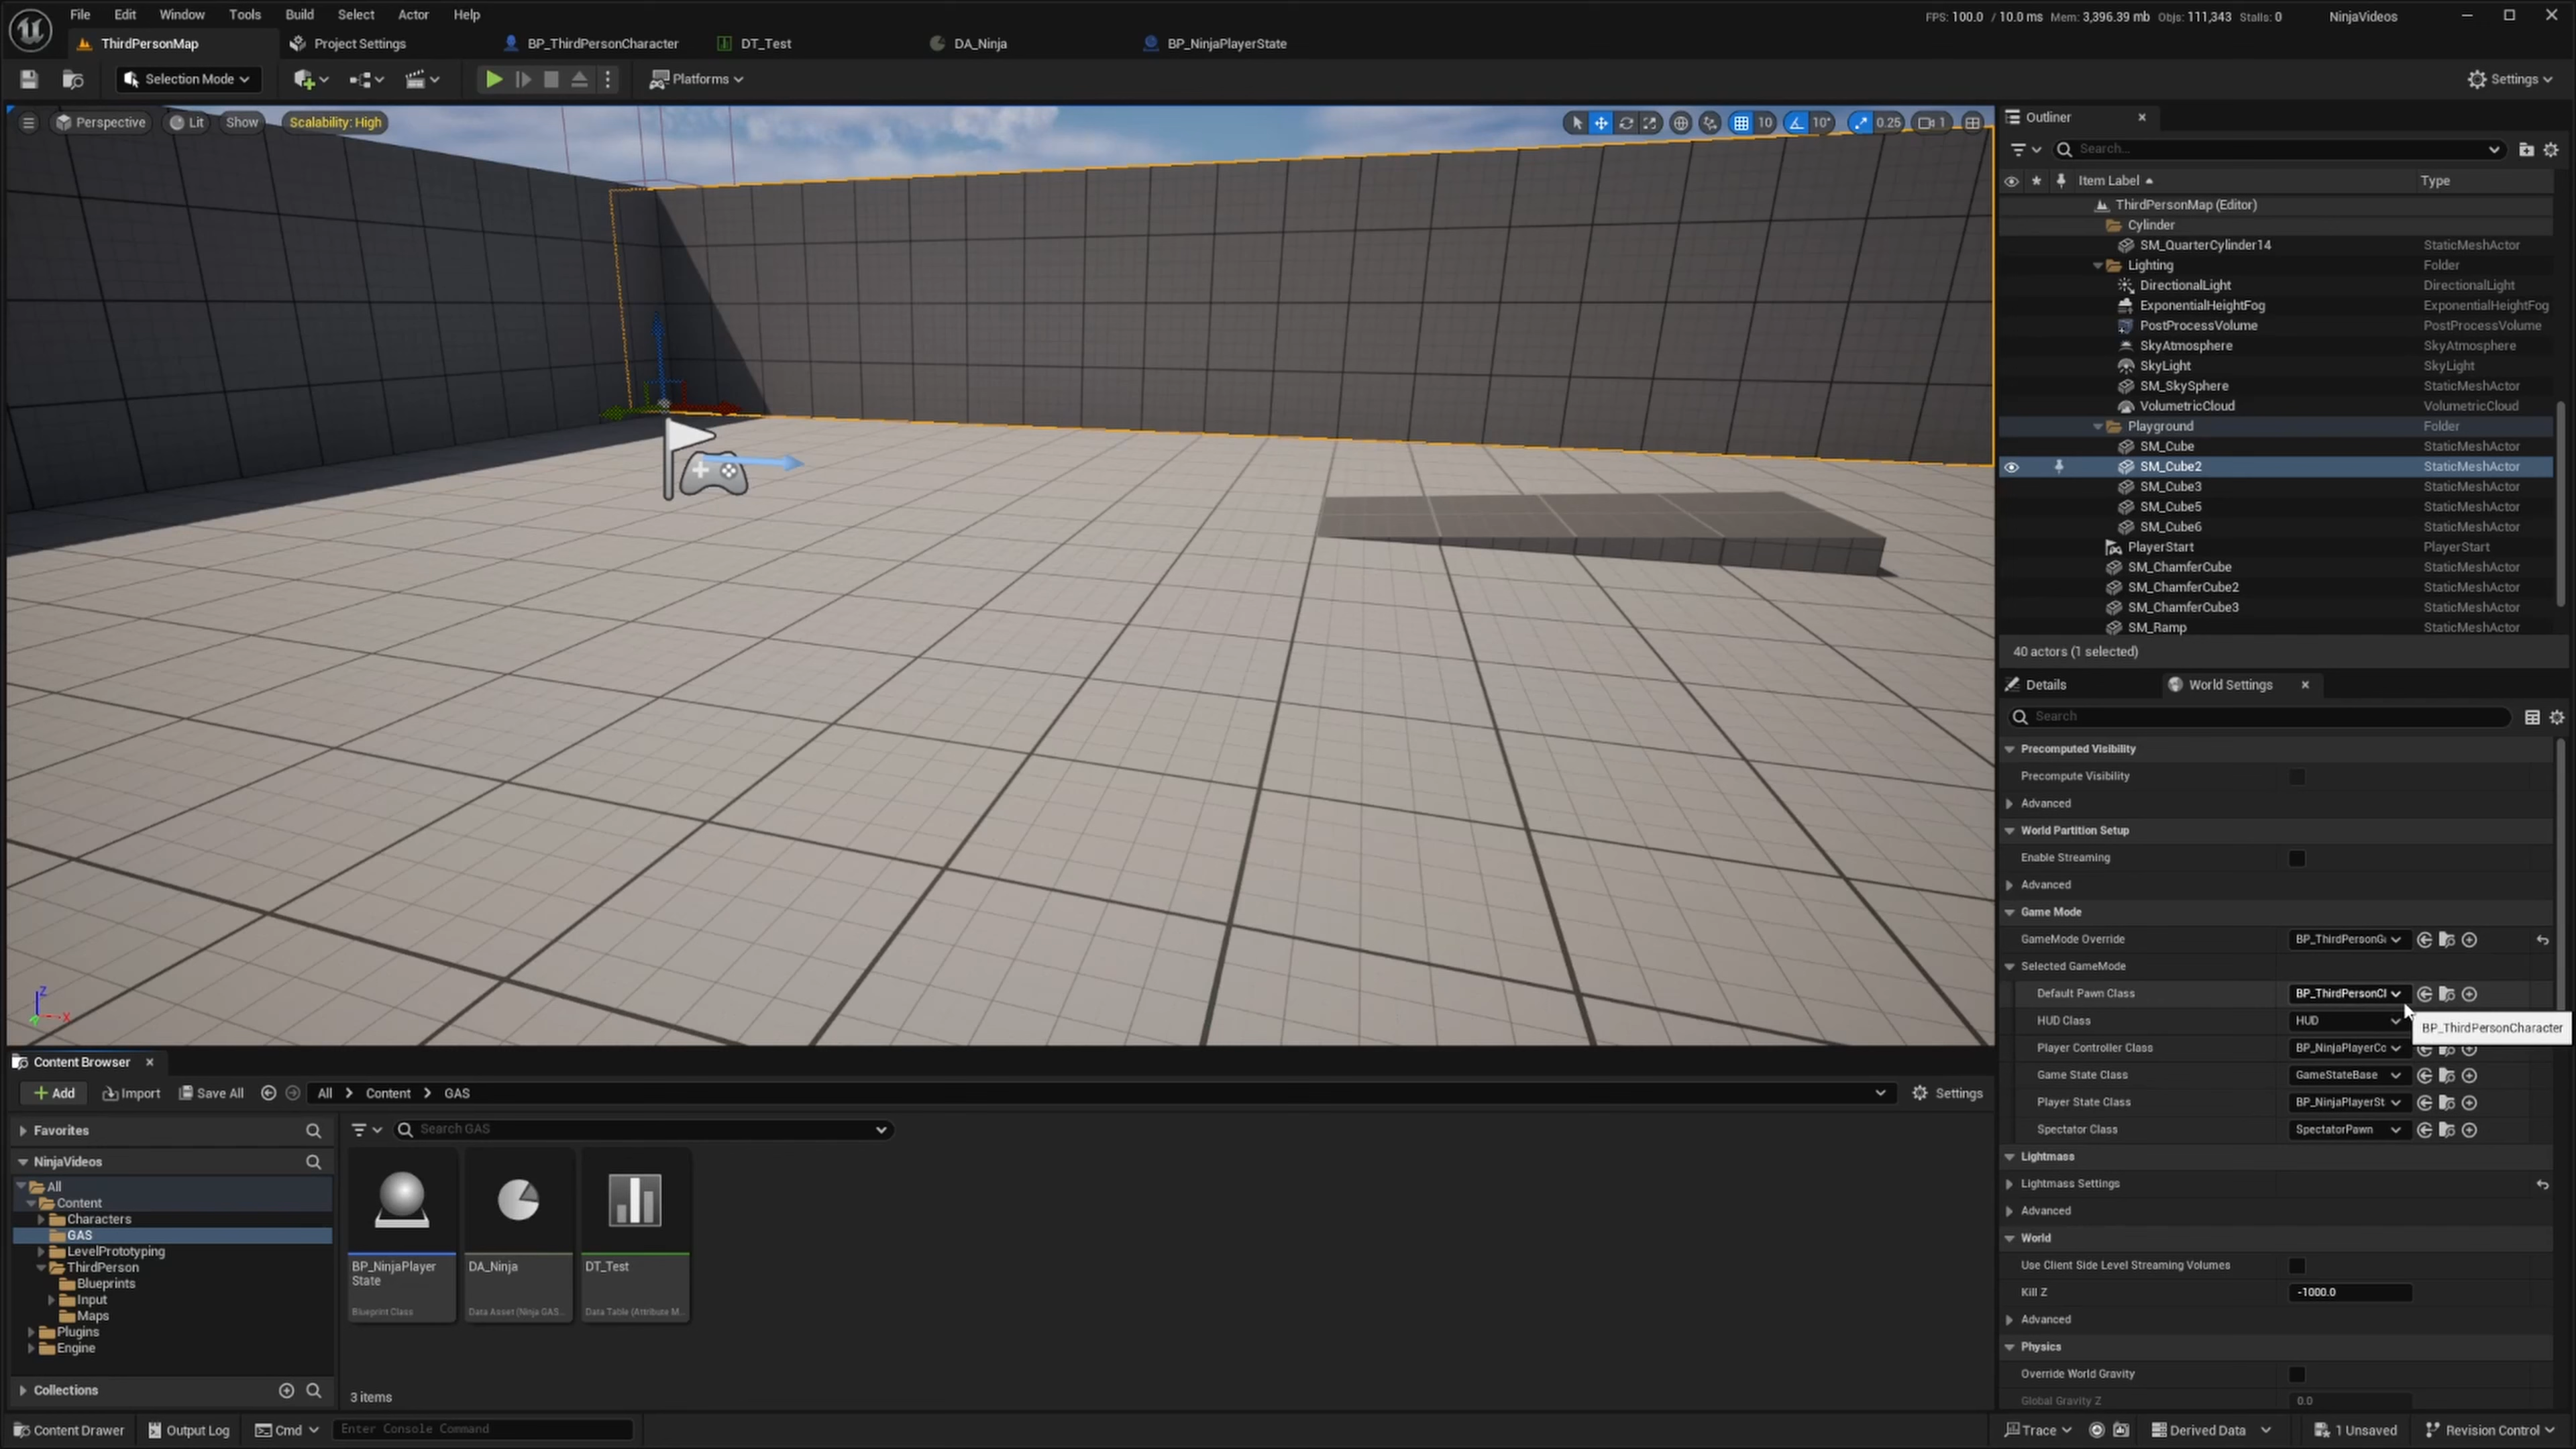 File Edit Window Tools Build Select Actor Help
FPS: 100.0 / 10.0 ms Mem: 3,396.39 mb Objs: 111,343 Stalls: 0 NinjaVideos
ThirdPersonMap Project Settings BP_ThirdPersonCharacter DT_Test DA_Ninja BP_NinjaPlayerState
Selection Mode Platforms Settings
Perspective Lit Show Scalability: High 10 10° 0.25 1
Outliner
Search...
Item Label Type
ThirdPersonMap (Editor)
Cylinder
SM_QuarterCylinder14 StaticMeshActor
Lighting Folder
DirectionalLight DirectionalLight
ExponentialHeightFog ExponentialHeightFog
PostProcessVolume PostProcessVolume
SkyAtmosphere SkyAtmosphere
SkyLight SkyLight
SM_SkySphere StaticMeshActor
VolumetricCloud VolumetricCloud
Playground Folder
SM_Cube StaticMeshActor
SM_Cube2 StaticMeshActor
SM_Cube3 StaticMeshActor
SM_Cube5 StaticMeshActor
SM_Cube6 StaticMeshActor
PlayerStart PlayerStart
SM_ChamferCube StaticMeshActor
SM_ChamferCube2 StaticMeshActor
SM_ChamferCube3 StaticMeshActor
SM_Ramp StaticMeshActor
40 actors (1 selected)
Details World Settings
Search
Precomputed Visibility
Precompute Visibility
Advanced
World Partition Setup
Enable Streaming
Advanced
Game Mode
GameMode Override BP_ThirdPersonG
Selected GameMode
Default Pawn Class BP_ThirdPersonCl
HUD Class HUD
BP_ThirdPersonCharacter
Player Controller Class BP_NinjaPlayerCc
Game State Class GameStateBase
Player State Class BP_NinjaPlayerSt
Spectator Class SpectatorPawn
Lightmass
Lightmass Settings
Advanced
World
Use Client Side Level Streaming Volumes
Kill Z -1000.0
Advanced
Physics
Override World Gravity
Global Gravity Z 0.0
Z
X
Content Browser
Add Import Save All All Content GAS Settings
Favorites
Search GAS
NinjaVideos
All
Content
Characters
GAS
LevelPrototyping
ThirdPerson
Blueprints
Input
Maps
Plugins
Engine
Collections
BP_NinjaPlayer
State
Blueprint Class
DA_Ninja
Data Asset (Ninja GAS...
DT_Test
Data Table (Attribute M...
3 items
Content Drawer Output Log Cmd Enter Console Command
Trace Derived Data 1 Unsaved Revision Control